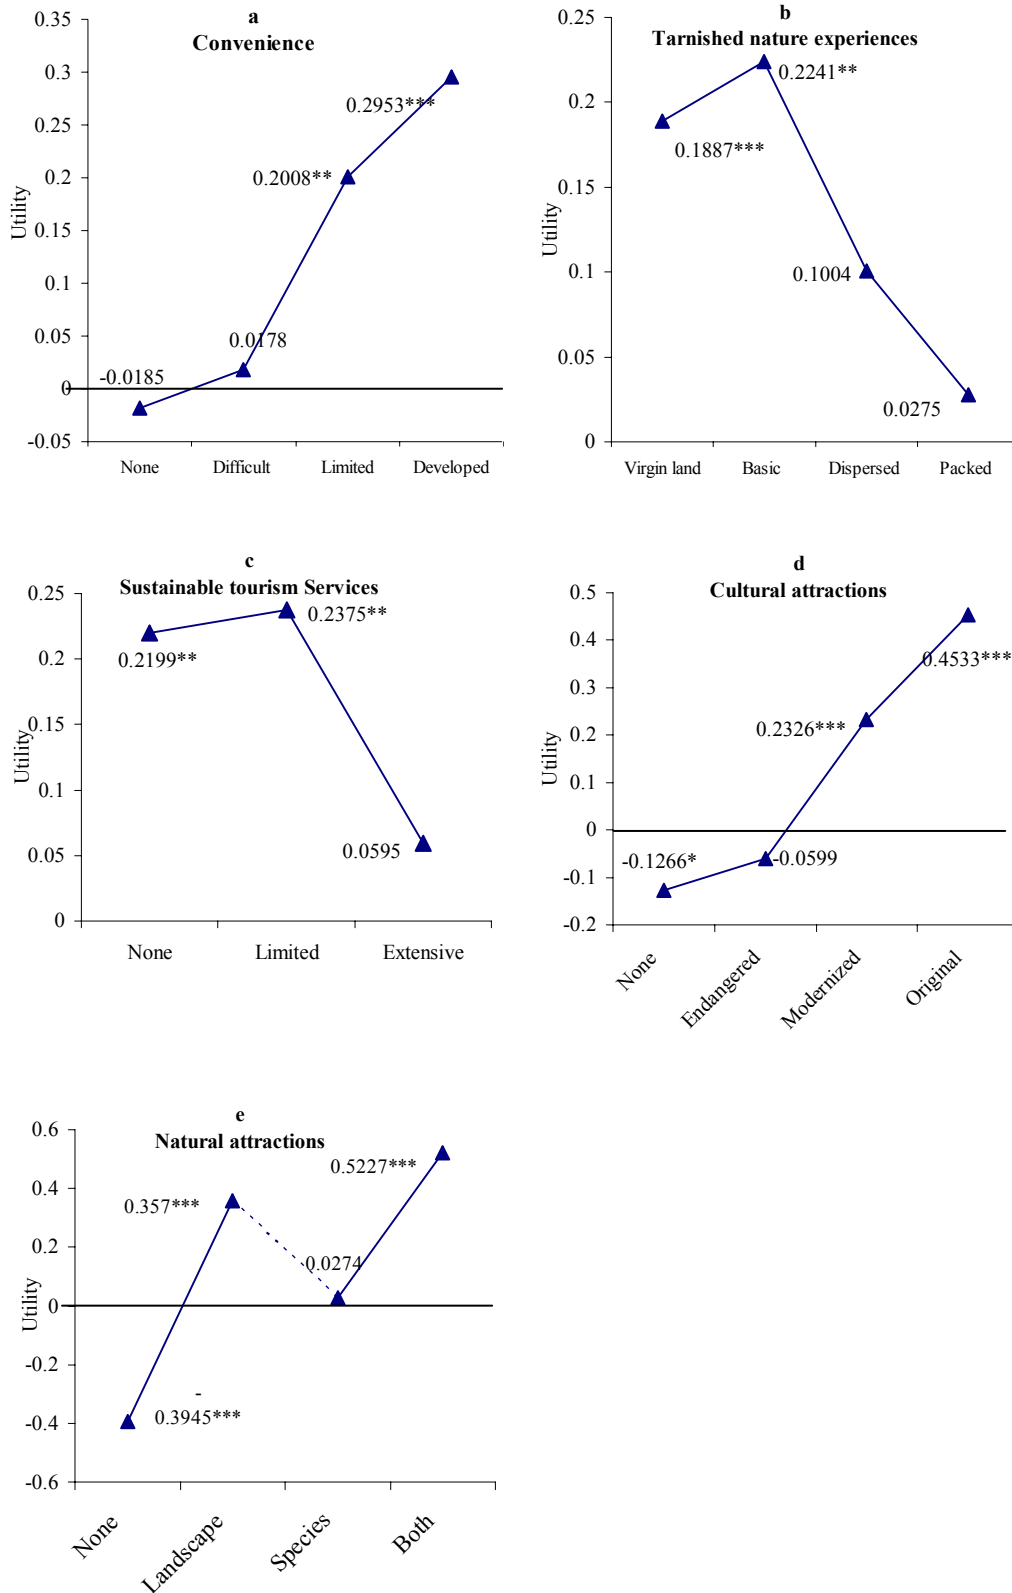 a
Convenience
0.35
0.3
0.25
0.2
0.15
0.1
0.05
0
-0.05
Utility
-0.0185
0.0178
0.2008**
0.2953***
None Difficult Limited Developed
b
Tarnished nature experiences
0.25
0.2
0.15
0.1
0.05
0
Utility
0.1887***
0.2241**
0.1004
0.0275
Virgin land Basic Dispersed Packed
c
Sustainable tourism Services
0.25
0.2
0.15
0.1
0.05
0
Utility
0.2199**
0.2375**
0.0595
None Limited Extensive
d
Cultural attractions
0.5
0.4
0.3
0.2
0.1
0
-0.1
-0.2
Utility
-0.1266*
-0.0599
0.2326***
0.4533***
None Endangered Modernized Original
e
Natural attractions
0.6
0.4
0.2
0
-0.2
-0.4
-0.6
Utility
-
0.3945***
0.357***
0.0274
0.5227***
None Landscape Species Both